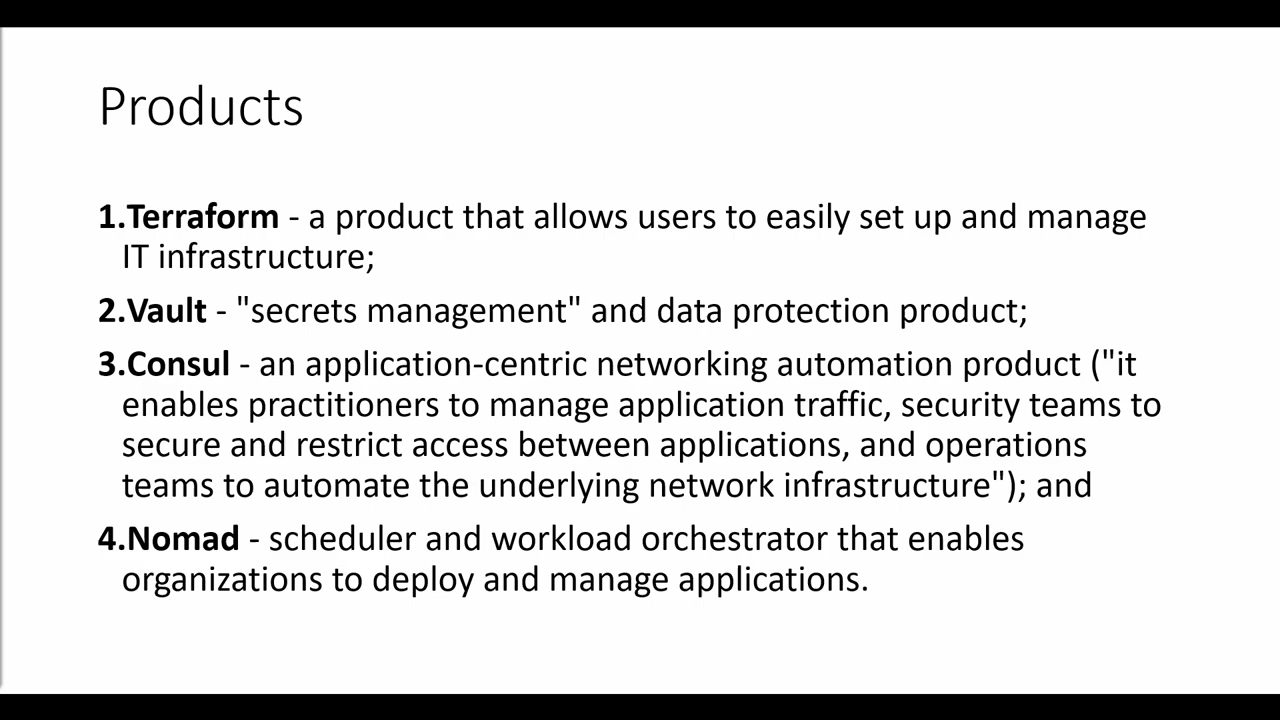 Products
1.Terraform - a product that allows users to easily set up and manage
IT infrastructure;
2.Vault - "secrets management" and data protection product;
3.Consul - an application-centric networking automation product ("it
enables practitioners to manage application traffic, security teams to
secure and restrict access between applications, and operations
teams to automate the underlying network infrastructure"); and
4.Nomad - scheduler and workload orchestrator that enables
organizations to deploy and manage applications.